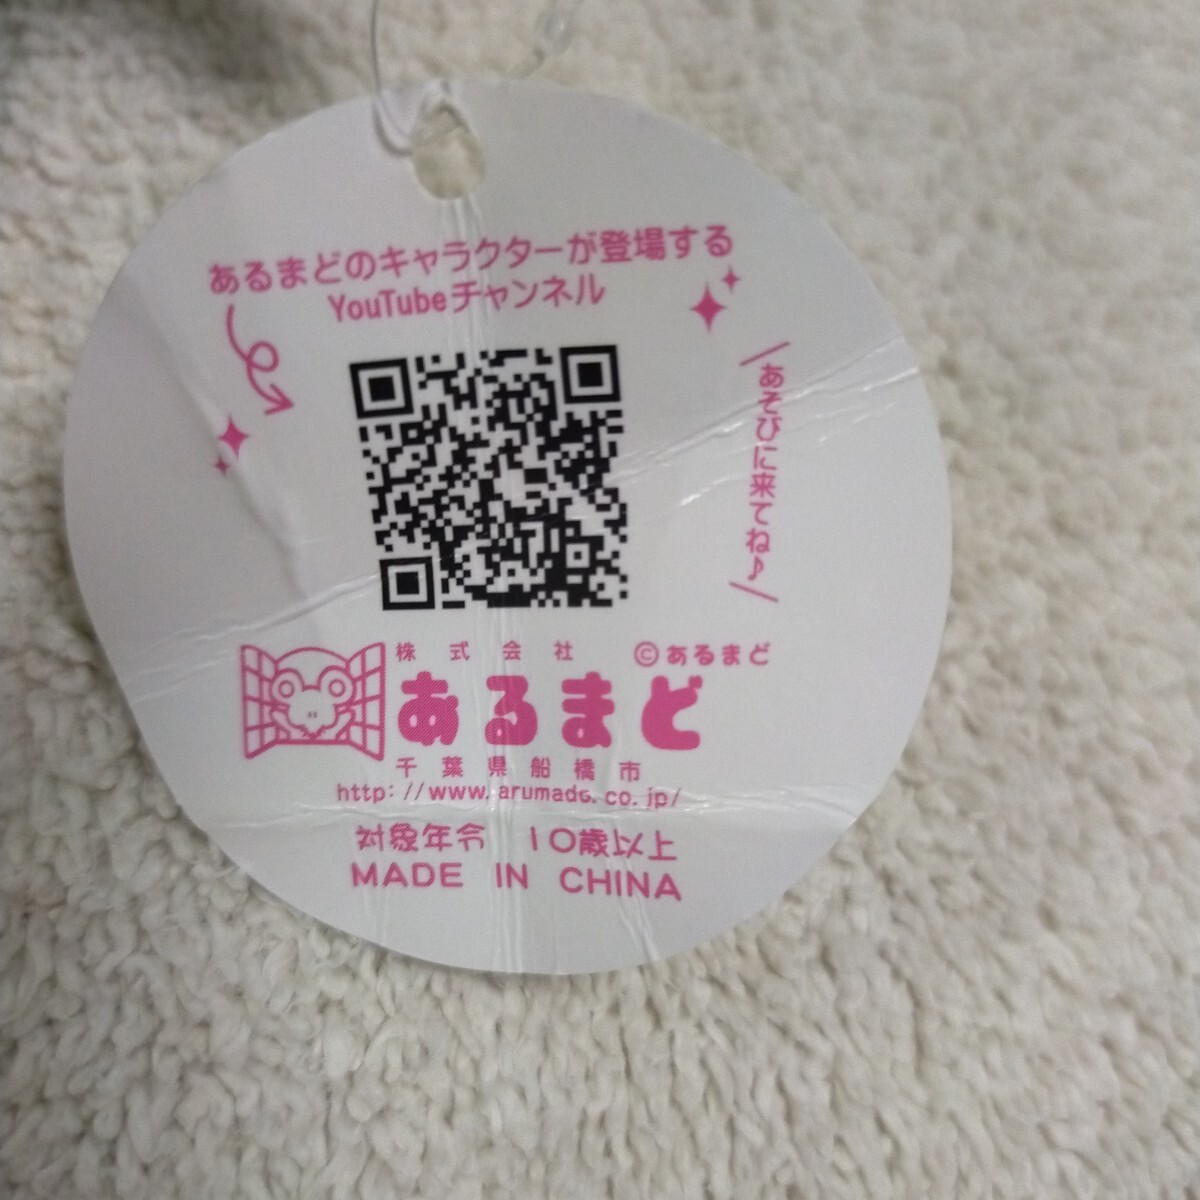 あるまどのキャラクターが登場する
YouTubeチャンネル
あそびに来てね♪
株式会社
©あるまど
あるまど
千葉県船橋市
http://www.arumado.co.jp/
対象年令 10歳以上
MADE IN CHINA